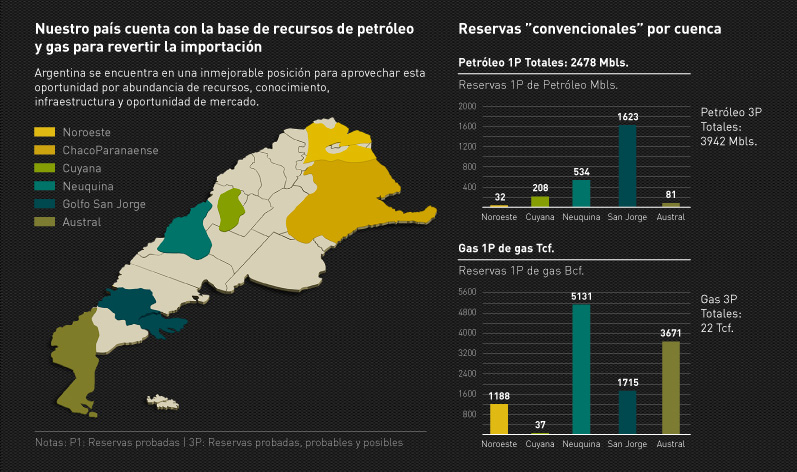 Nuestro país cuenta con la base de recursos de petróleo
y gas para revertir la importación
Argentina se encuentra en una inmejorable posición para aprovechar esta
oportunidad por abundancia de recursos, conocimiento,
infraestructura y oportunidad de mercado.
Noroeste
ChacoParanaense
Cuyana
Neuquina
Golfo San Jorge
Austral
Notas: P1: Reservas probadas | 3P: Reservas probadas, probables y posibles
Reservas ”convencionales” por cuenca
Petróleo 1P Totales: 2478 Mbls.
Reservas 1P de Petróleo Mbls.
2000
1600
1200
800
400
32
208
534
1623
81
Noroeste
Cuyana
Neuquina
San Jorge
Austral
Petróleo 3P
Totales:
3942 Mbls.
Gas 1P de gas Tcf.
Reservas 1P de gas Bcf.
5600
4800
4000
3200
2400
1600
800
1188
37
5131
1715
3671
Noroeste
Cuyana
Neuquina
San Jorge
Austral
Gas 3P
Totales:
22 Tcf.